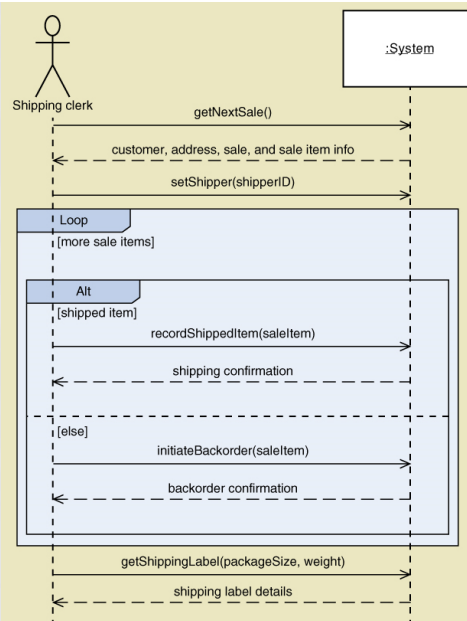 :System
Shipping clerk
getNextSale()
customer, address, sale, and sale item info
setShipper(shipperID)
Loop
[more sale items]
Alt
[shipped item]
recordShippedItem(saleItem)
shipping confirmation
[else]
initiateBackorder(saleItem)
backorder confirmation
getShippingLabel(packageSize, weight)
shipping label details